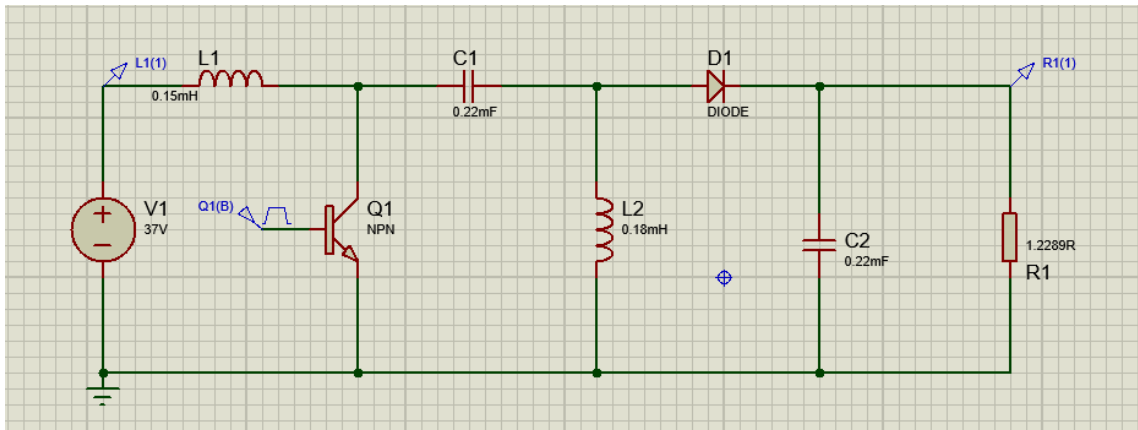 L1(1)
L1
0.15mH
C1
0.22mF
D1
DIODE
R1(1)
V1
37V
Q1(B)
Q1
NPN
L2
0.18mH
C2
0.22mF
1.2289R
R1